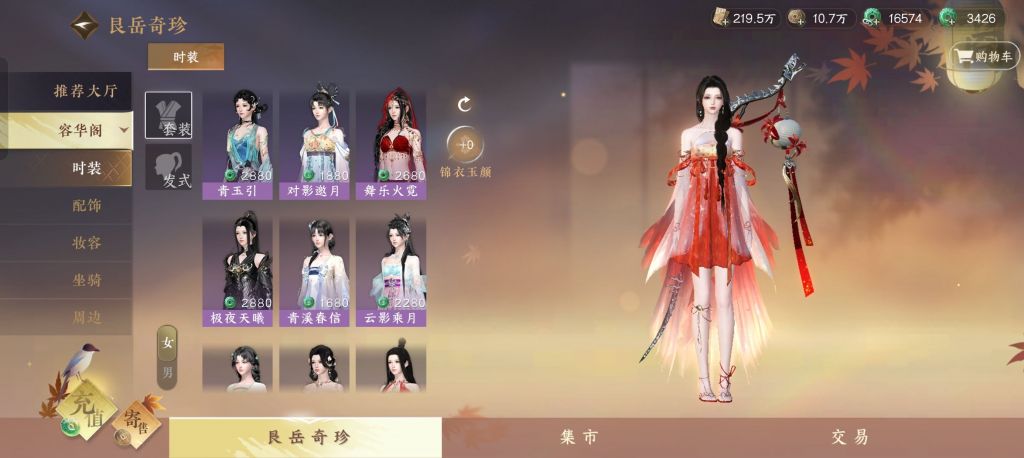 艮岳奇珍
219.5万
10.7万
16574
3426
购物车
时装
推荐大厅
容华阁
时装
配饰
妆容
坐骑
周边
套装
发式
2880
1880
2680
青玉引
对影邀月
舞乐火霓
+0
锦衣玉颜
2880
1680
2280
极夜天曦
青溪春信
云影乘月
女
男
充值
寄售
艮岳奇珍
集市
交易